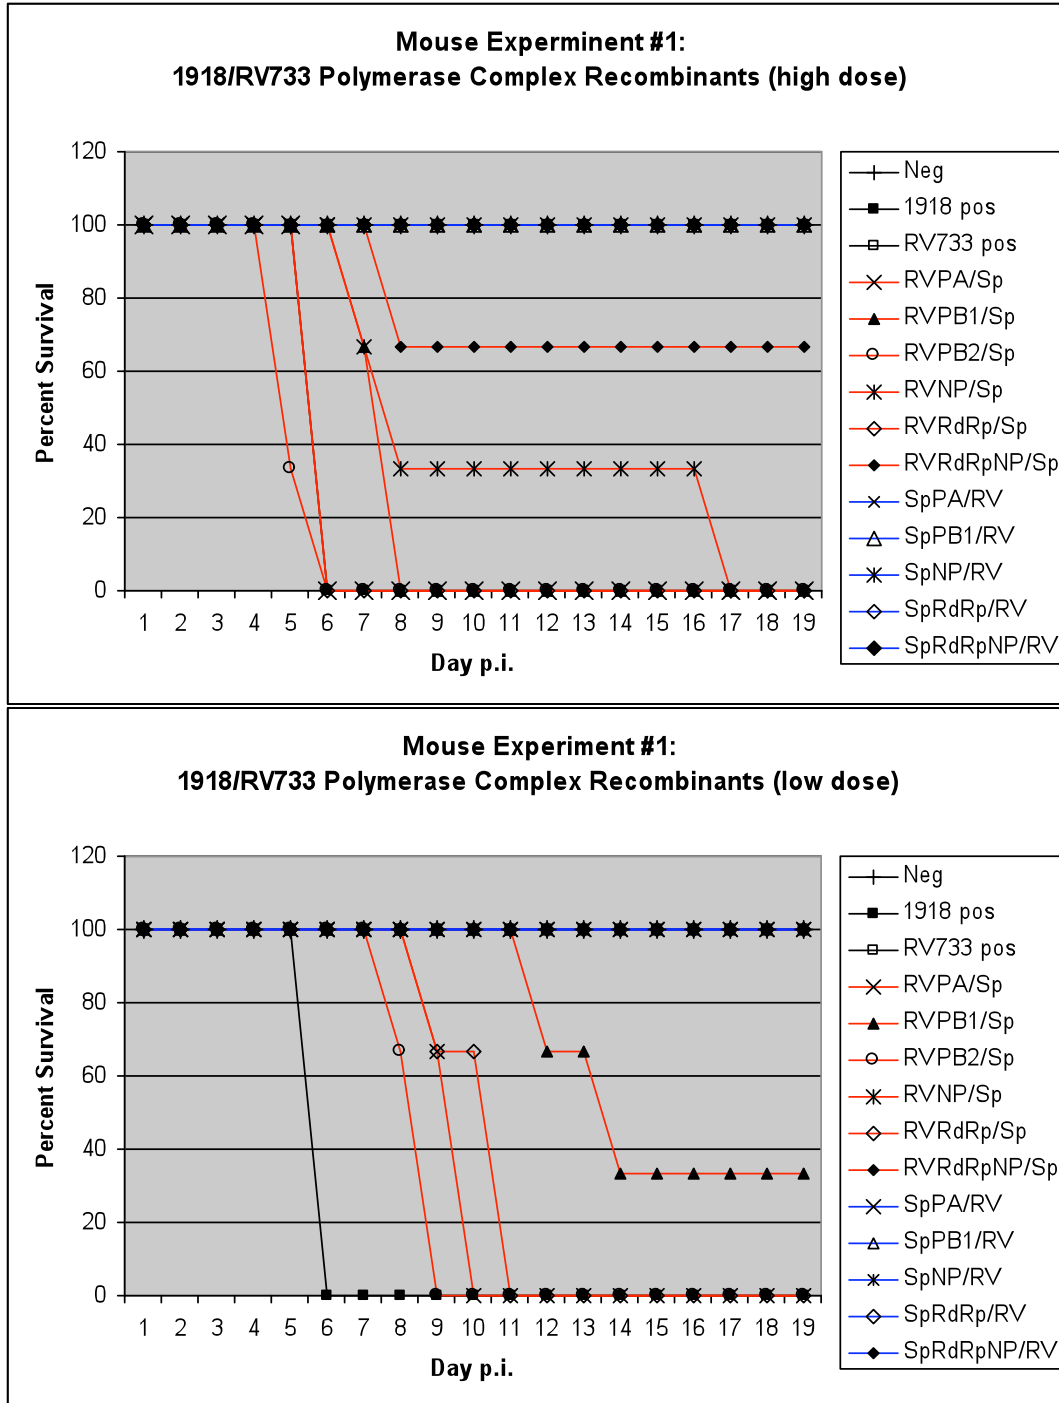 Mouse Experminent #1:
1918/RV733 Polymerase Complex Recombinants (high dose)
120
100
80
60
40
20
0
Percent Survival
1 2 3 4 5 6 7 8 9 10 11 12 13 14 15 16 17 18 19
Day p.i.
Neg
1918 pos
RV733 pos
RVPA/Sp
RVPB1/Sp
RVPB2/Sp
RVNP/Sp
RVRdRp/Sp
RVRdRpNP/Sp
SpPA/RV
SpPB1/RV
SpNP/RV
SpRdRp/RV
SpRdRpNP/RV
Mouse Experiment #1:
1918/RV733 Polymerase Complex Recombinants (low dose)
120
100
80
60
40
20
0
Percent Survival
1 2 3 4 5 6 7 8 9 10 11 12 13 14 15 16 17 18 19
Day p.i.
Neg
1918 pos
RV733 pos
RVPA/Sp
RVPB1/Sp
RVPB2/Sp
RVNP/Sp
RVRdRp/Sp
RVRdRpNP/Sp
SpPA/RV
SpPB1/RV
SpNP/RV
SpRdRp/RV
SpRdRpNP/RV